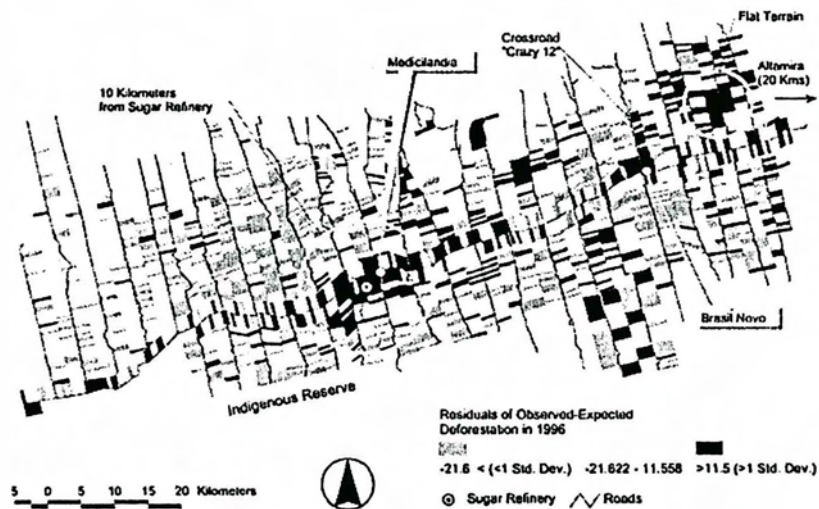 Flat Terrain
Crossroad
"Crazy 12"
Medicilandia
Altamira
(20 Kms)
10 Kilometers
from Sugar Refinery
Brasil Novo
Indigenous Reserve
Residuals of Observed-Expected
Deforestation in 1996
-21.6 < (<1 Std. Dev.) -21.622 - 11.558 >11.5 (>1 Std. Dev.)
5 0 5 10 15 20 Kilometers
Sugar Refinery Roads